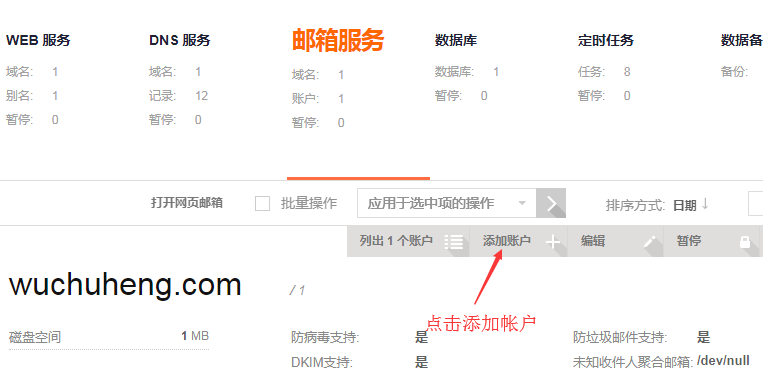 WEB 服务 DNS 服务 邮箱服务 数据库 定时任务 数据备
域名: 1 域名: 1 域名: 1 数据库: 1 任务: 8 备份:
别名: 1 记录: 12 账户: 1 暂停: 0 暂停: 0
暂停: 0 暂停: 0 暂停: 0
打开网页邮箱 批量操作 应用于选中项的操作 排序方式: 日期 ↓
列出 1 个账户 添加账户 编辑 暂停
wuchuheng.com / 1
点击添加帐户
磁盘空间 1 MB 防病毒支持: 是 防垃圾邮件支持: 是
DKIM支持: 是 未知收件人聚合邮箱: /dev/null